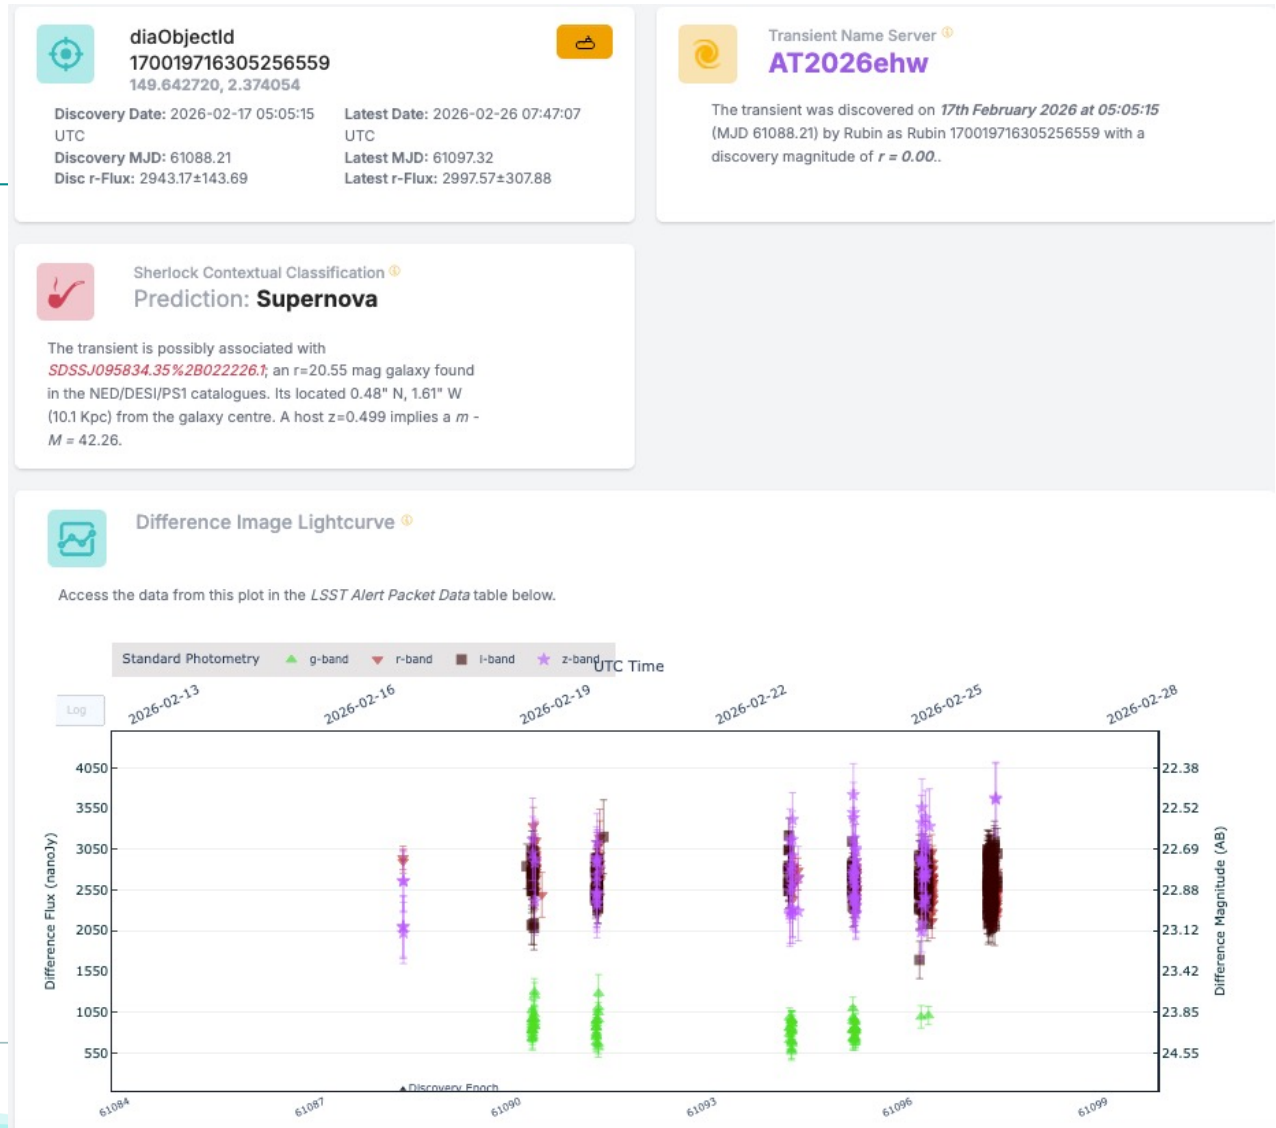 diaObjectId
170019716305256559
149.642720, 2.374054
Discovery Date: 2026-02-17 05:05:15
UTC
Discovery MJD: 61088.21
Disc r-Flux: 2943.17±143.69
Latest Date: 2026-02-26 07:47:07
UTC
Latest MJD: 61097.32
Latest r-Flux: 2997.57±307.88
Transient Name Server
AT2026ehw
The transient was discovered on 17th February 2026 at 05:05:15
(MJD 61088.21) by Rubin as Rubin 170019716305256559 with a
discovery magnitude of r = 0.00..
Sherlock Contextual Classification
Prediction: Supernova
The transient is possibly associated with
SDSSJ095834.35%2B022226.1; an r=20.55 mag galaxy found
in the NED/DESI/PS1 catalogues. Its located 0.48" N, 1.61" W
(10.1 Kpc) from the galaxy centre. A host z=0.499 implies a m -
M = 42.26.
Difference Image Lightcurve
Access the data from this plot in the LSST Alert Packet Data table below.
Standard Photometry g-band r-band i-band z-band
UTC Time
Log
2026-02-13 2026-02-16 2026-02-19 2026-02-22 2026-02-25 2026-02-28
Difference Flux (nanoJy)
4050
3550
3050
2550
2050
1550
1050
550
22.38
22.52
22.69
22.88
23.12
23.42
23.85
24.55
Difference Magnitude (AB)
Discovery Epoch
61084 61087 61090 61093 61096 61099